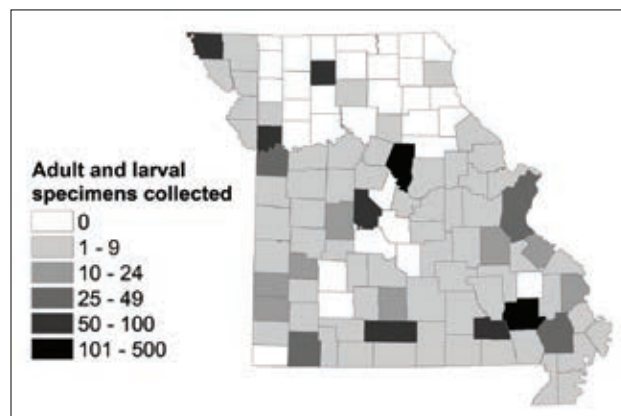 Adult and larval
specimens collected
0
1 - 9
10 - 24
25 - 49
50 - 100
101 - 500